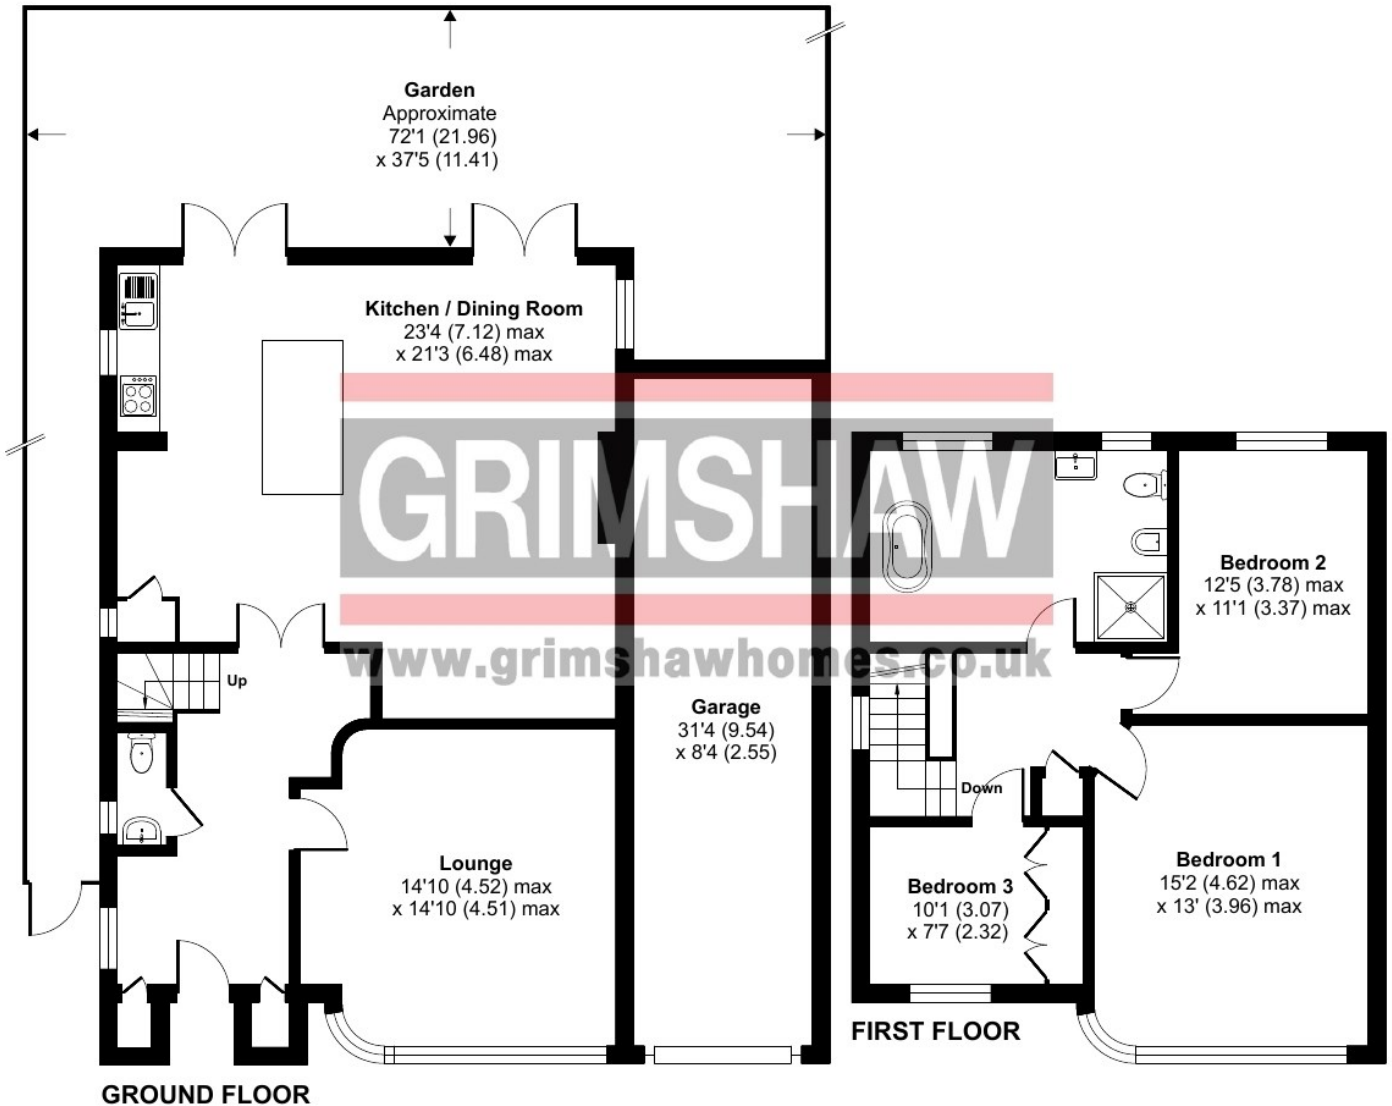 Garden
Approximate
72'1 (21.96)
x 37'5 (11.41)
Kitchen / Dining Room
23'4 (7.12) max
x 21'3 (6.48) max
GRIMSHAW
www.grimshawhomes.co.uk
Up
Garage
31'4 (9.54)
x 8'4 (2.55)
Lounge
14'10 (4.52) max
x 14'10 (4.51) max
GROUND FLOOR
Bedroom 2
12'5 (3.78) max
x 11'1 (3.37) max
Down
Bedroom 3
10'1 (3.07)
x 7'7 (2.32)
Bedroom 1
15'2 (4.62) max
x 13' (3.96) max
FIRST FLOOR